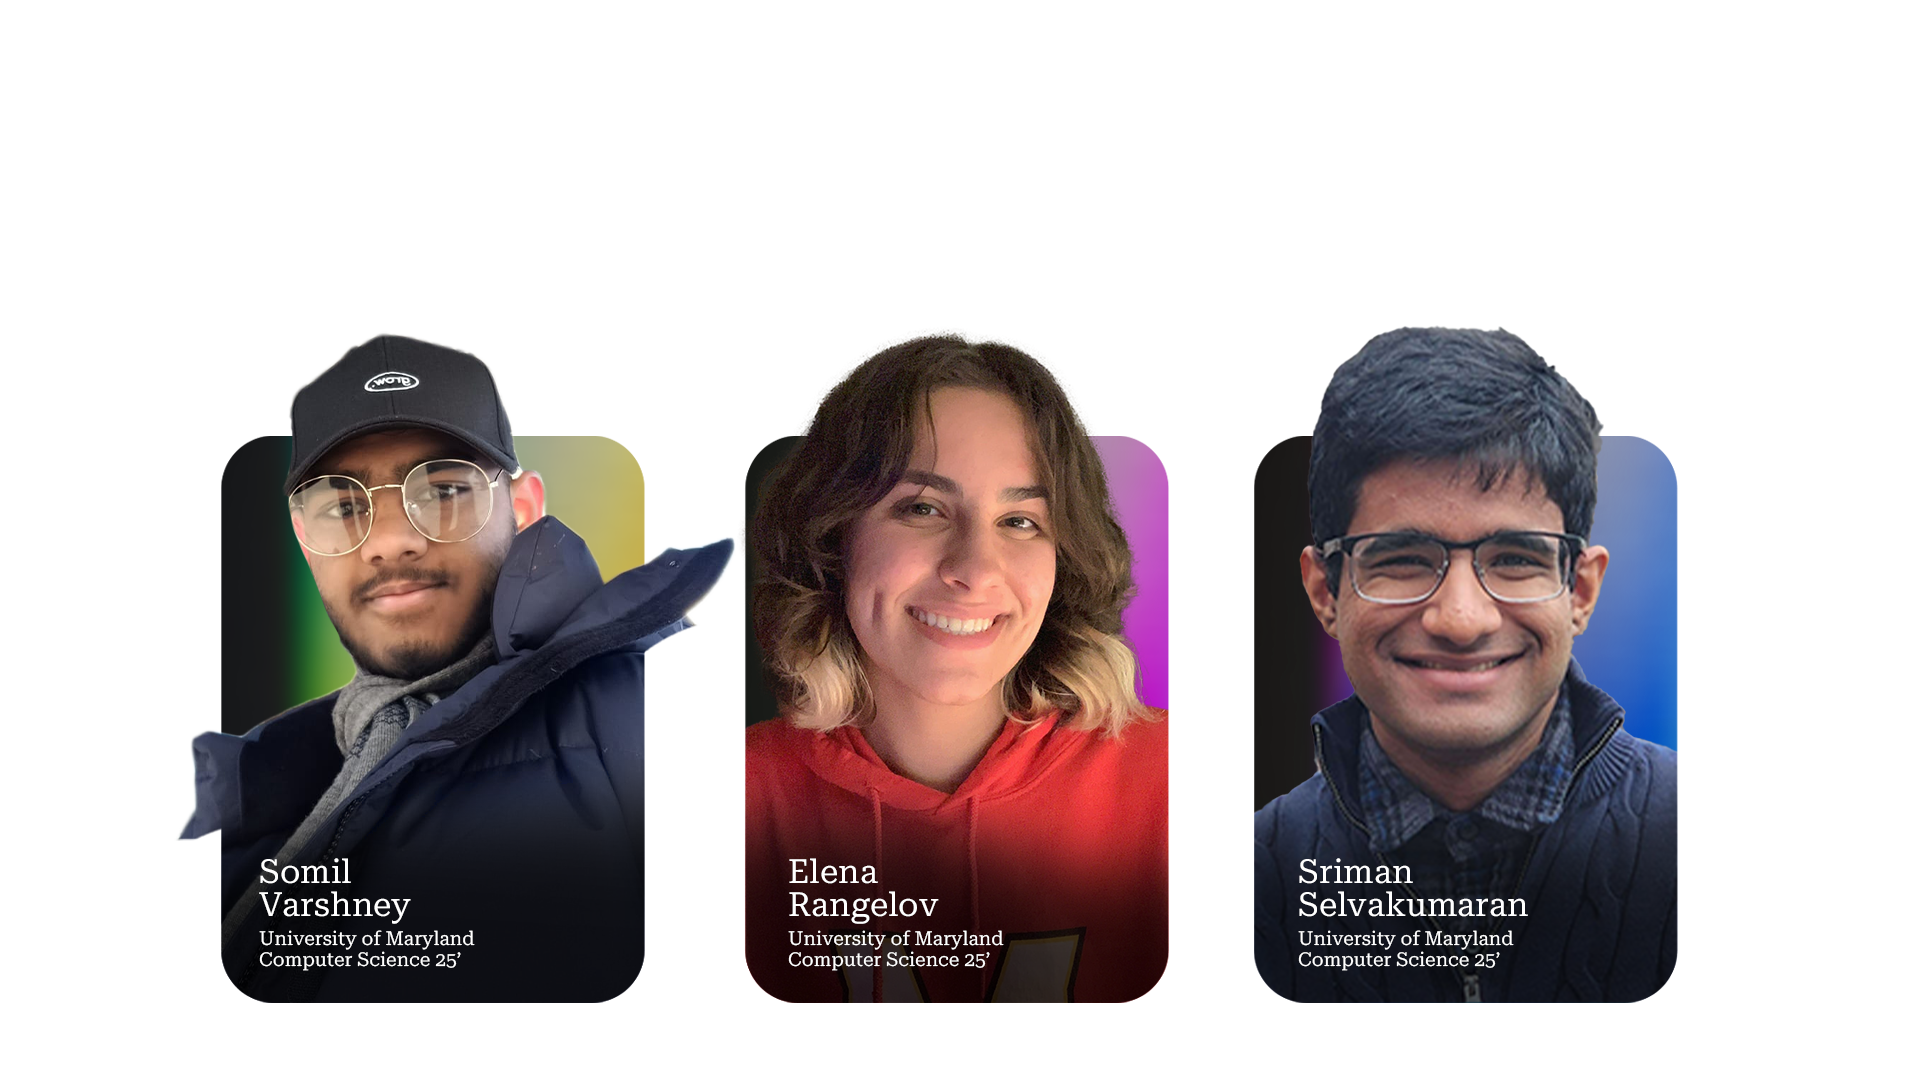 grow.
Somil
Varshney
University of Maryland
Computer Science 25’
Elena
Rangelov
University of Maryland
Computer Science 25’
M
Sriman
Selvakumaran
University of Maryland
Computer Science 25’